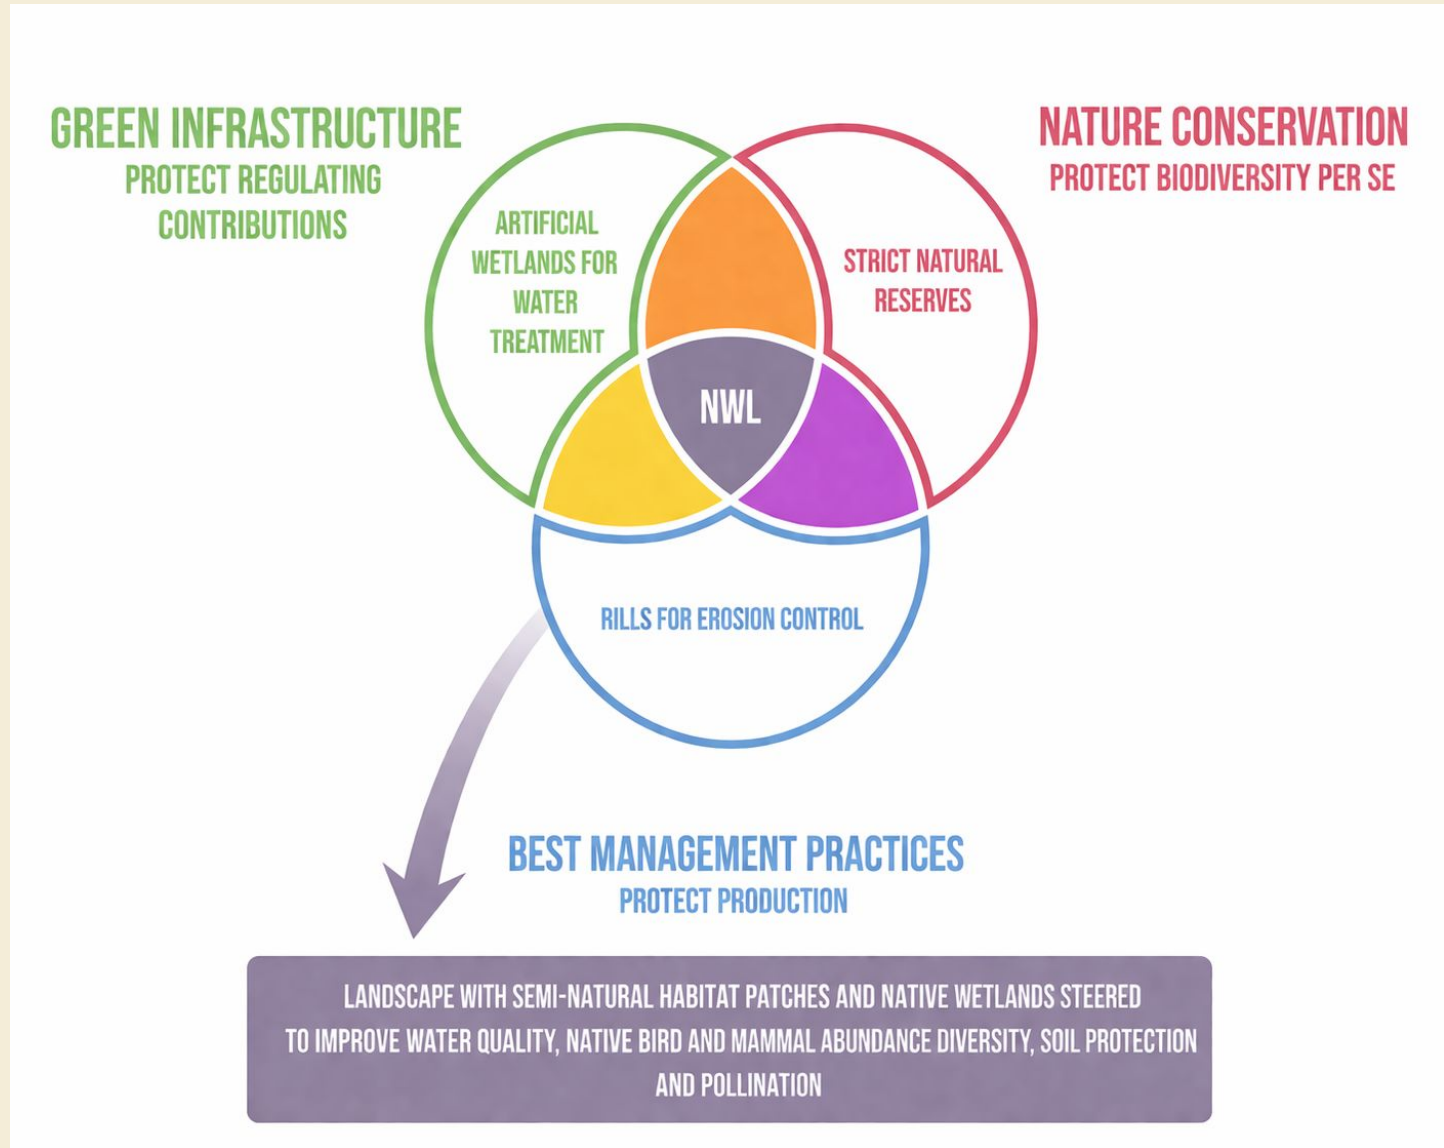 GREEN INFRASTRUCTURE
PROTECT REGULATING
CONTRIBUTIONS
NATURE CONSERVATION
PROTECT BIODIVERSITY PER SE
ARTIFICIAL
WETLANDS FOR
WATER
TREATMENT
STRICT NATURAL
RESERVES
NWL
RILLS FOR EROSION CONTROL
BEST MANAGEMENT PRACTICES
PROTECT PRODUCTION
LANDSCAPE WITH SEMI-NATURAL HABITAT PATCHES AND NATIVE WETLANDS STEERED
TO IMPROVE WATER QUALITY, NATIVE BIRD AND MAMMAL ABUNDANCE DIVERSITY, SOIL PROTECTION
AND POLLINATION